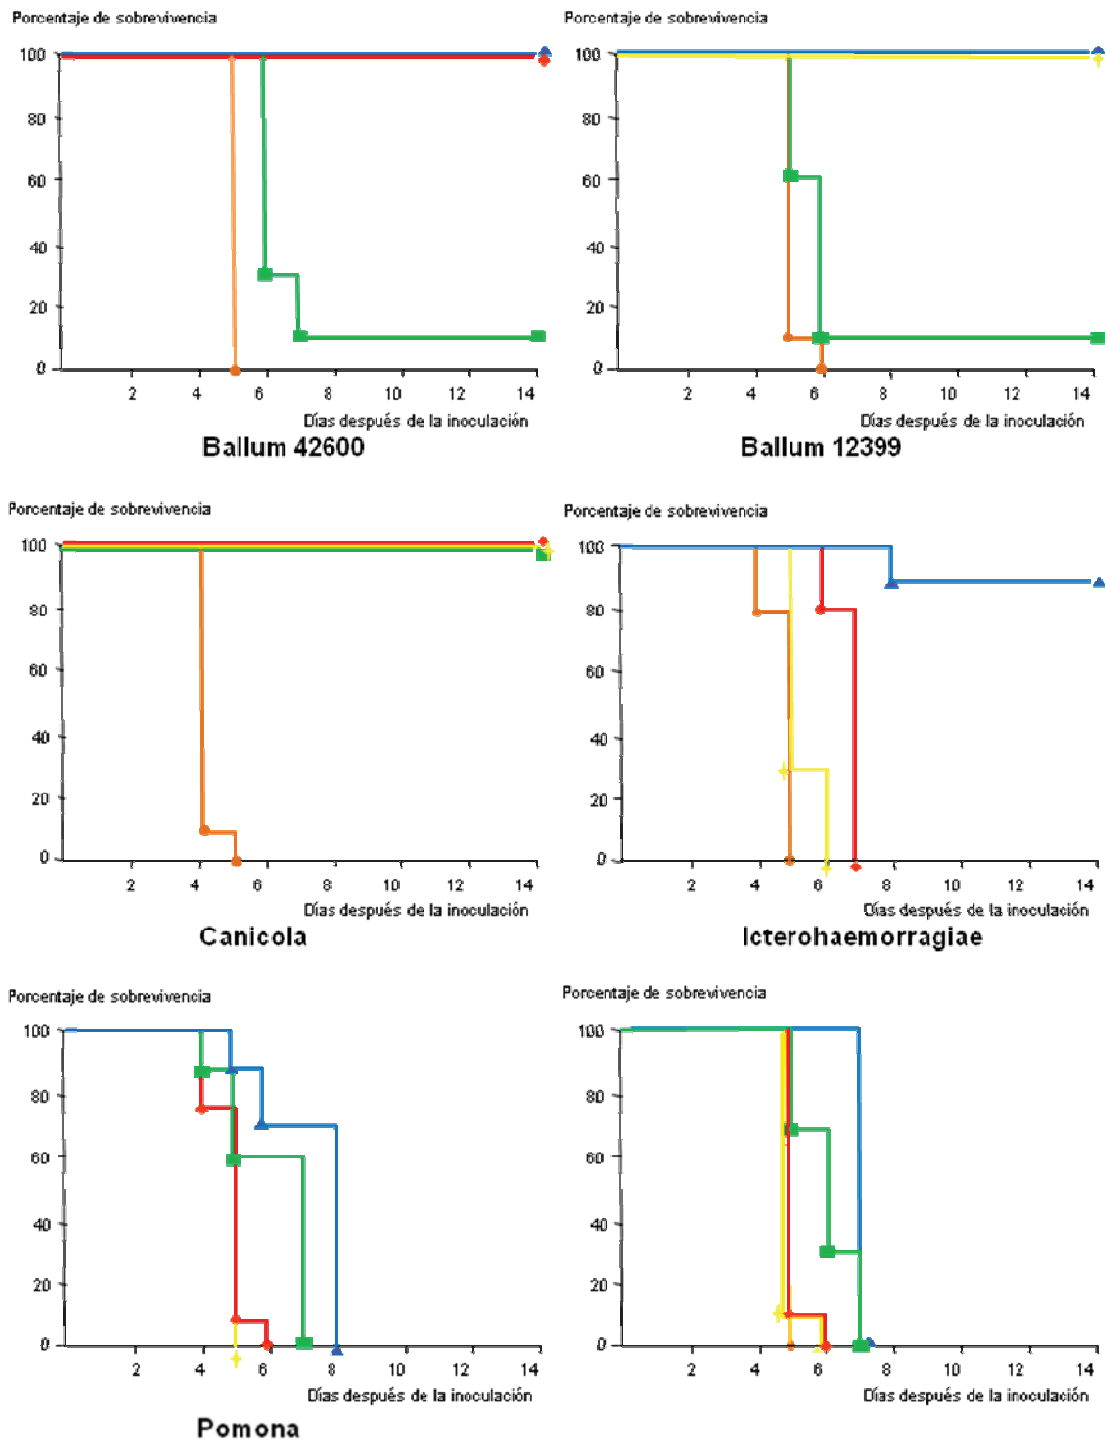 Porcentaje de sobrevivencia
100
80
60
40
20
0
2 4 6 8 10 12 14
Días después de la inoculación
Ballum 42600
Porcentaje de sobrevivencia
100
80
60
40
20
0
2 4 6 8 10 12 14
Días después de la inoculación
Ballum 12399
Porcentaje de sobrevivencia
100
80
60
40
20
0
2 4 6 8 10 12 14
Días después de la inoculación
Canicola
Porcentaje de sobrevivencia
100
80
60
40
20
0
2 4 6 8 10 12 14
Días después de la inoculación
Icterohaemorragiae
Porcentaje de sobrevivencia
100
80
60
40
20
0
2 4 6 8 10 12 14
Días después de la inoculación
Pomona
Porcentaje de sobrevivencia
100
80
60
40
20
0
2 4 6 8 10 12 14
Días después de la inoculación